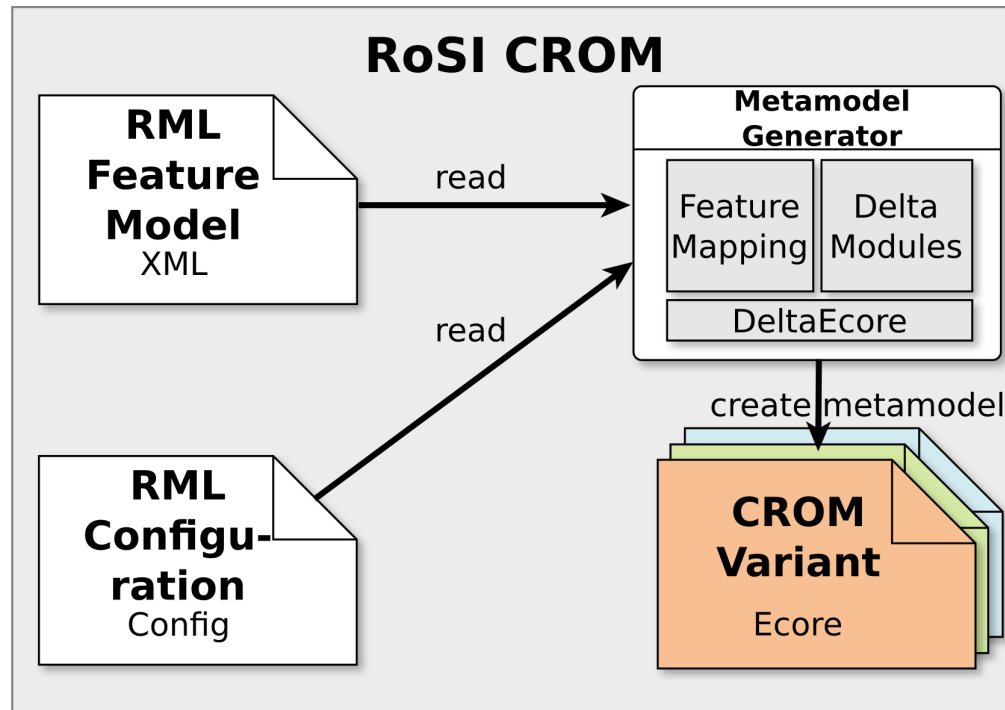 RoSI CROM
RML
Feature
Model
XML
read
Metamodel
Generator
Feature
Mapping
Delta
Modules
DeltaEcore
read
create metamodel
RML
Configu-
ration
Config
CROM
Variant
Ecore